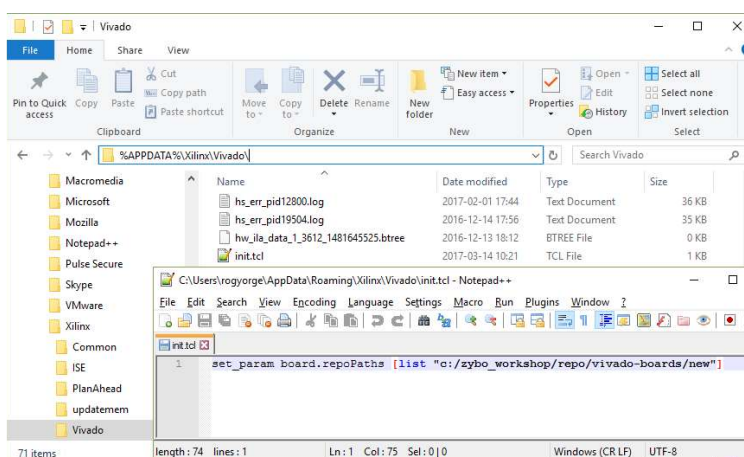 Vivado
File Home Share View
Pin to Quick access
Copy
Paste
Cut
Copy path
Paste shortcut
Clipboard
Move to
Copy to
Delete
Rename
Organize
New folder
New item
Easy access
New
Properties
Open
Edit
History
Open
Select all
Select none
Invert selection
Select
%APPDATA%\Xilinx\Vivado\
Search Vivado
Macromedia
Microsoft
Mozilla
Notepad++
Pulse Secure
Skype
VMware
Xilinx
Common
ISE
PlanAhead
updatemem
Vivado
71 items
Name Date modified Type Size
hs_err_pid12800.log 2017-02-01 17:44 Text Document 36 KB
hs_err_pid19504.log 2016-12-14 17:56 Text Document 35 KB
hw_ila_data_1_3612_1481645525.btree 2016-12-13 18:12 BTREE File 0 KB
init.tcl 2017-03-14 10:21 TCL File 1 KB
C:\Users\rogyorge\AppData\Roaming\Xilinx\Vivado\init.tcl - Notepad++
File Edit Search View Encoding Language Settings Macro Run Plugins Window ?
init.tcl
1 set_param board.repoPaths [list "c:/zybo_workshop/repo/vivado-boards/new"]
length : 74 lines : 1 Ln : 1 Col : 75 Sel : 0 | 0 Windows (CR LF) UTF-8